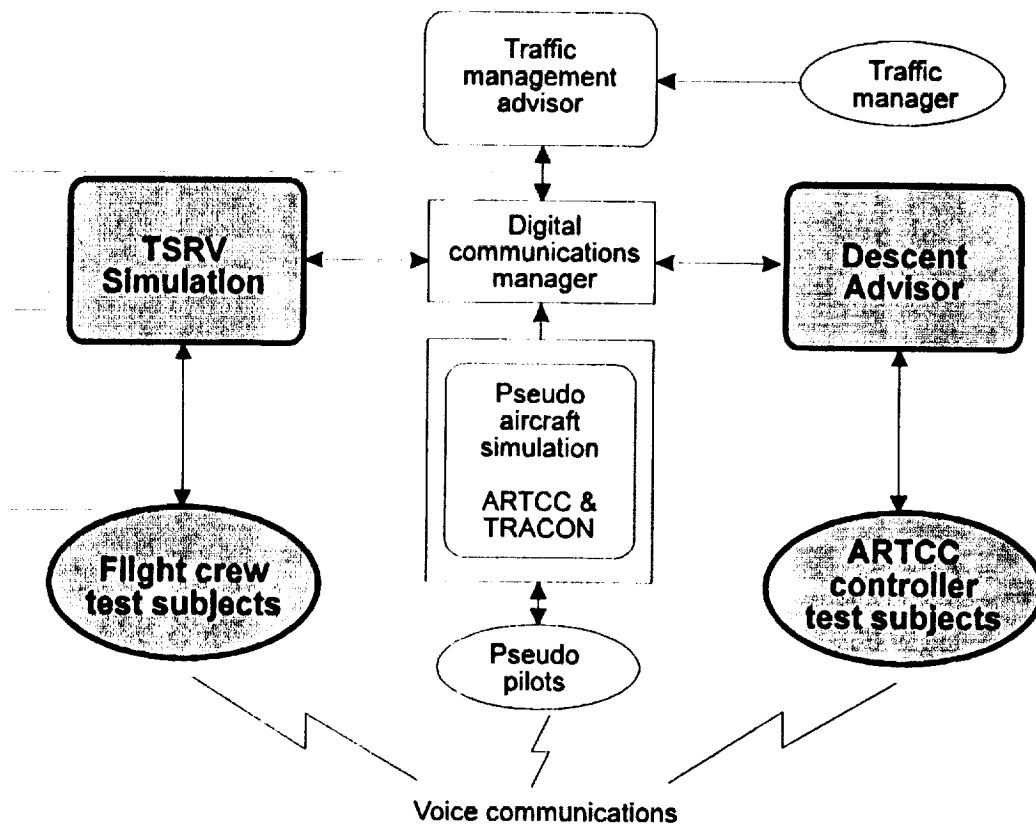 Traffic
management
advisor
Traffic
manager
TSRV
Simulation
Digital
communications
manager
Descent
Advisor
Pseudo
aircraft
simulation
ARTCC &
TRACON
Flight crew
test subjects
ARTCC
controller
test subjects
Pseudo
pilots
Voice communications